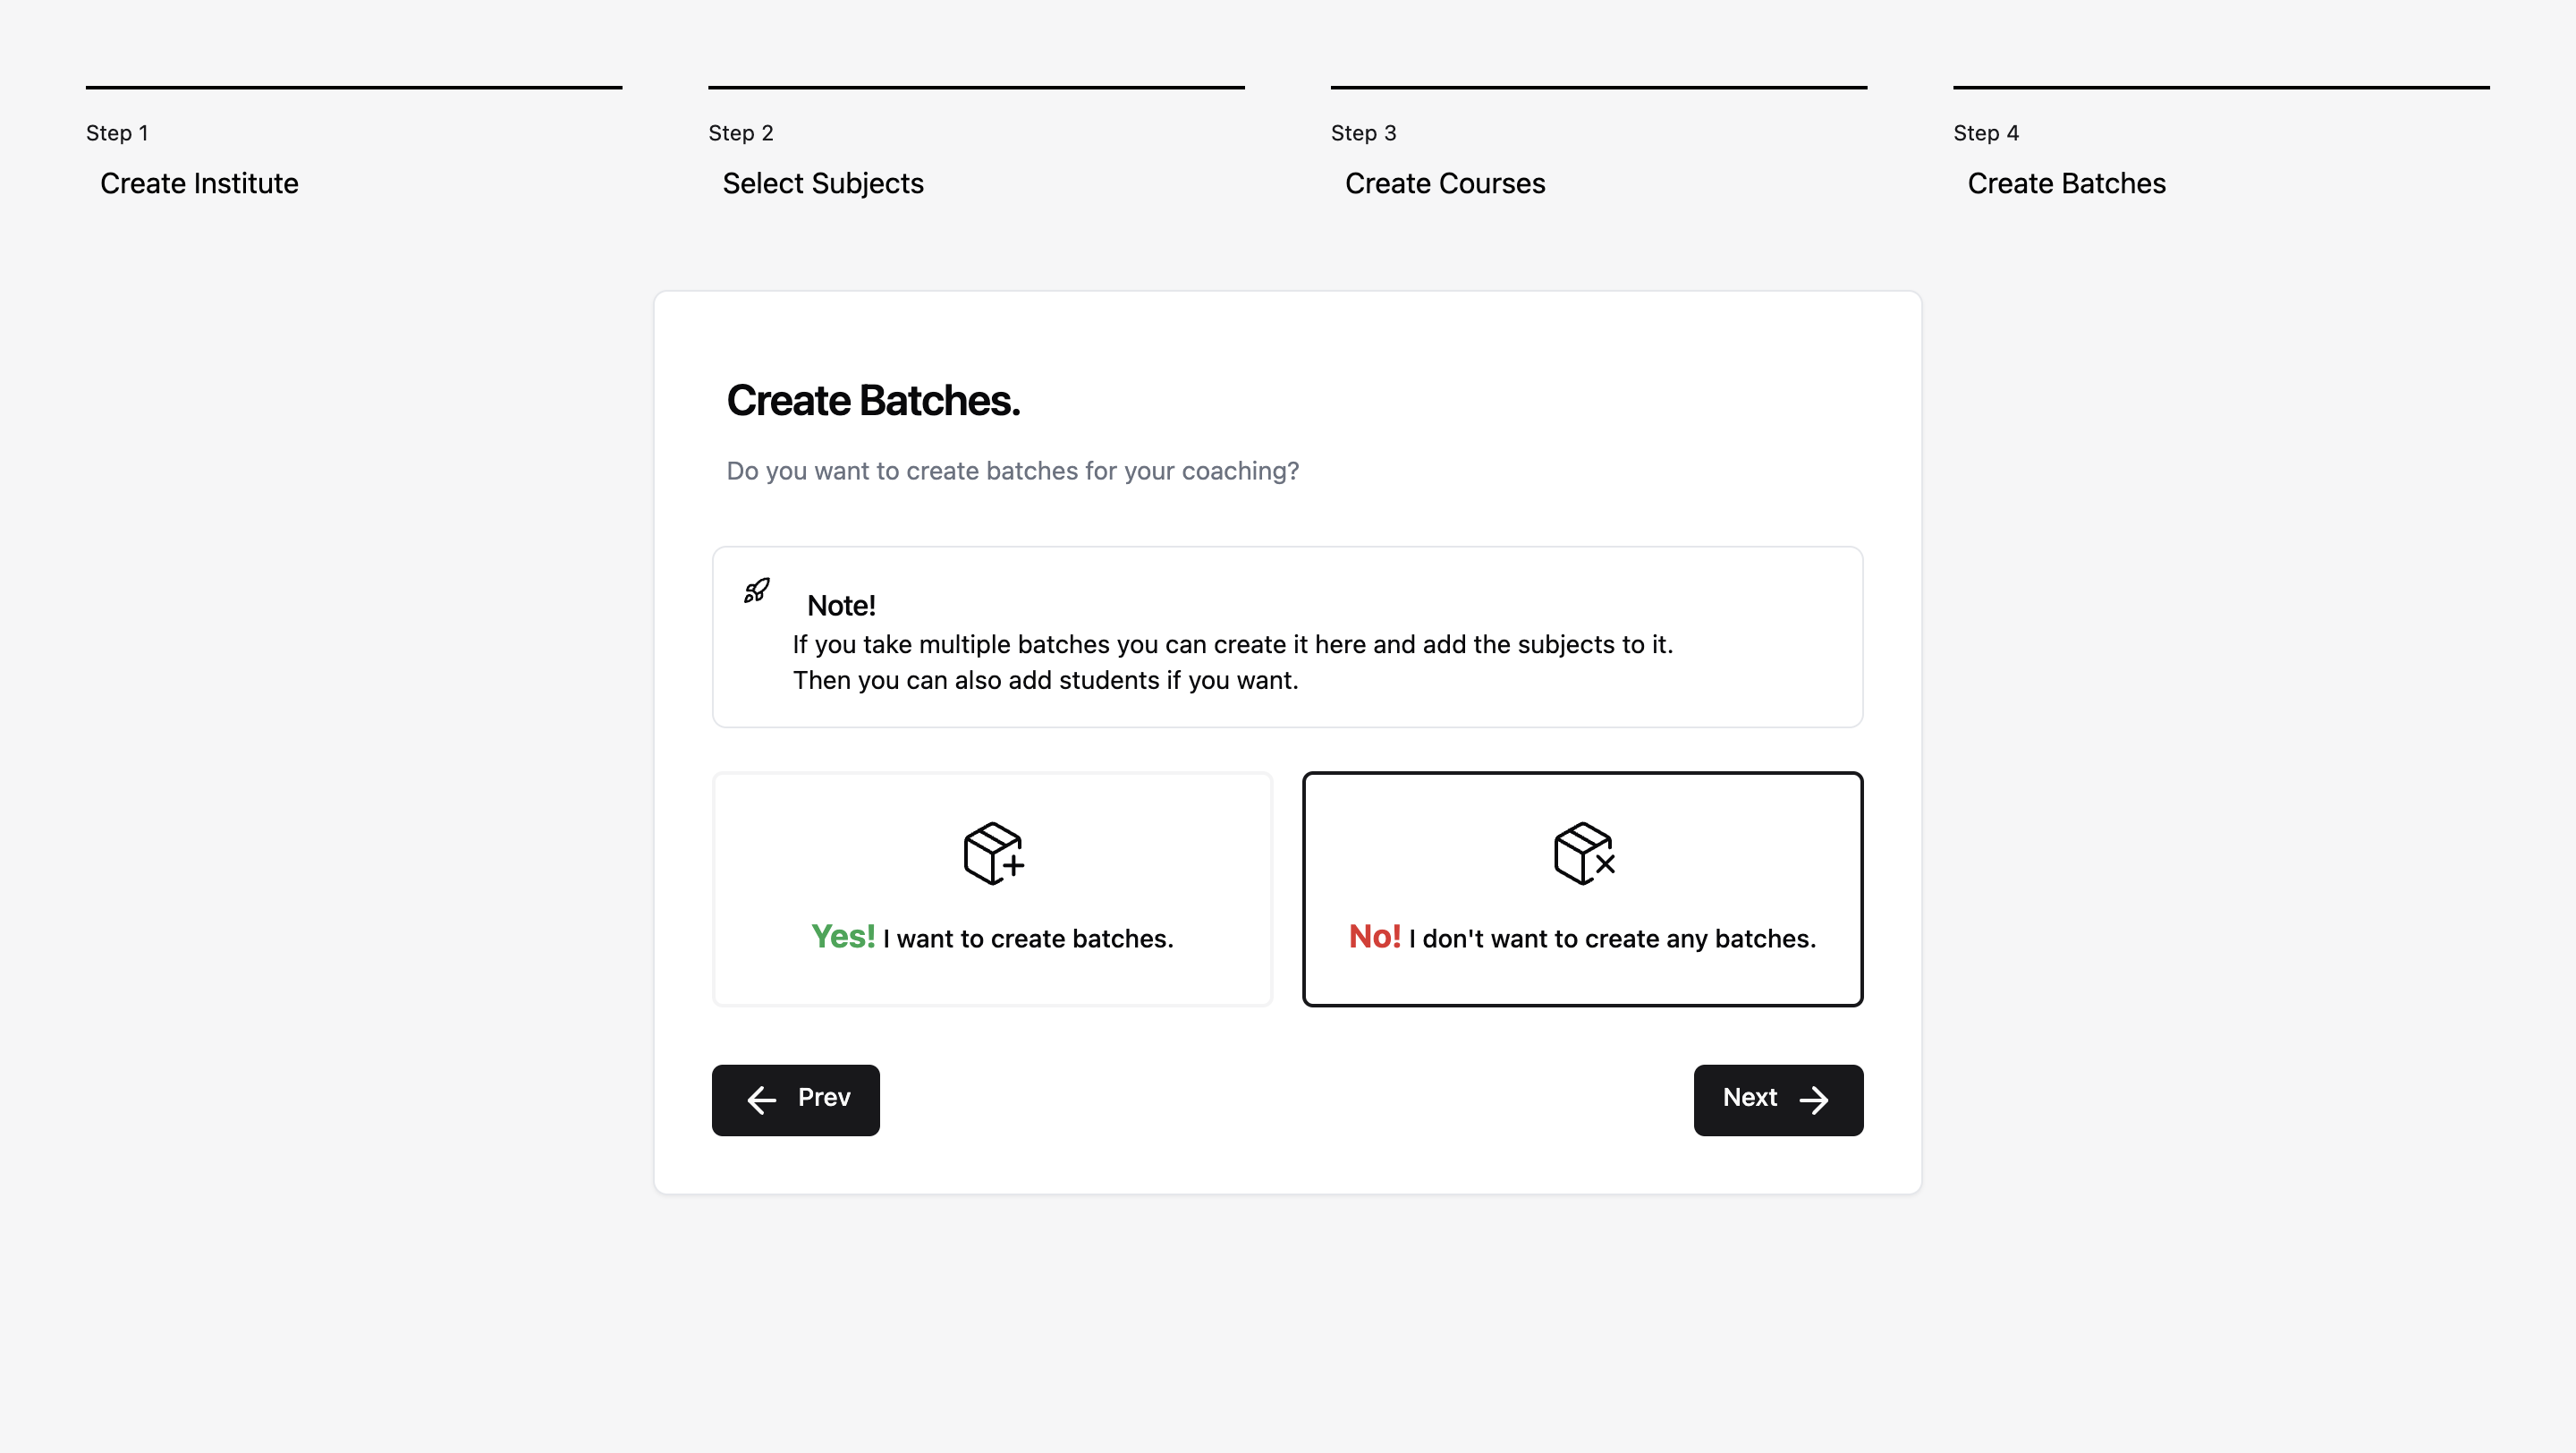 Step 1
Create Institute
Step 2
Select Subjects
Step 3
Create Courses
Step 4
Create Batches
Create Batches.
Do you want to create batches for your coaching?
Note!
If you take multiple batches you can create it here and add the subjects to it.
Then you can also add students if you want.
Yes! I want to create batches.
No! I don't want to create any batches.
Prev
Next